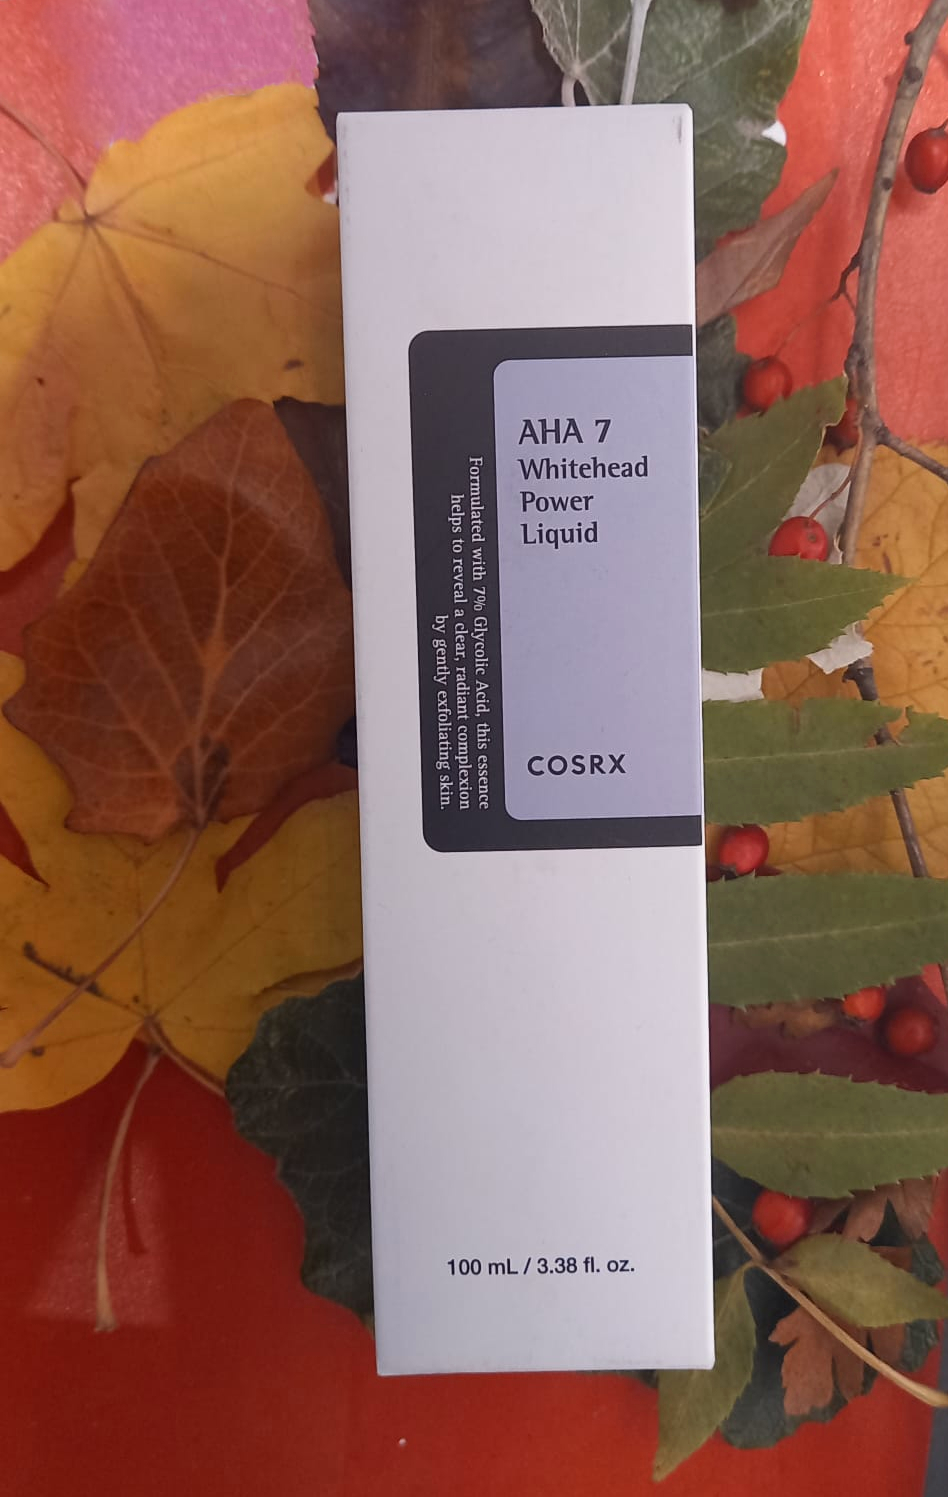 AHA 7
Whitehead
Power
Liquid
COSRX
Formulated with 7% Glycolic Acid, this essence
helps to reveal a clear, radiant complexion
by gently exfoliating skin.
100 mL / 3.38 fl. oz.